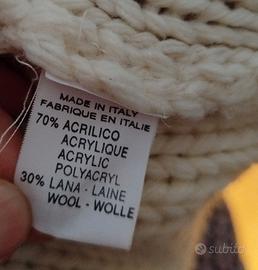 MADE IN ITALY
FABRIQUE EN ITALIE
70% ACRILICO
ACRYLIQUE
ACRYLIC
POLYACRYL
30% LANA - LAINE
WOOL - WOLLE
subito